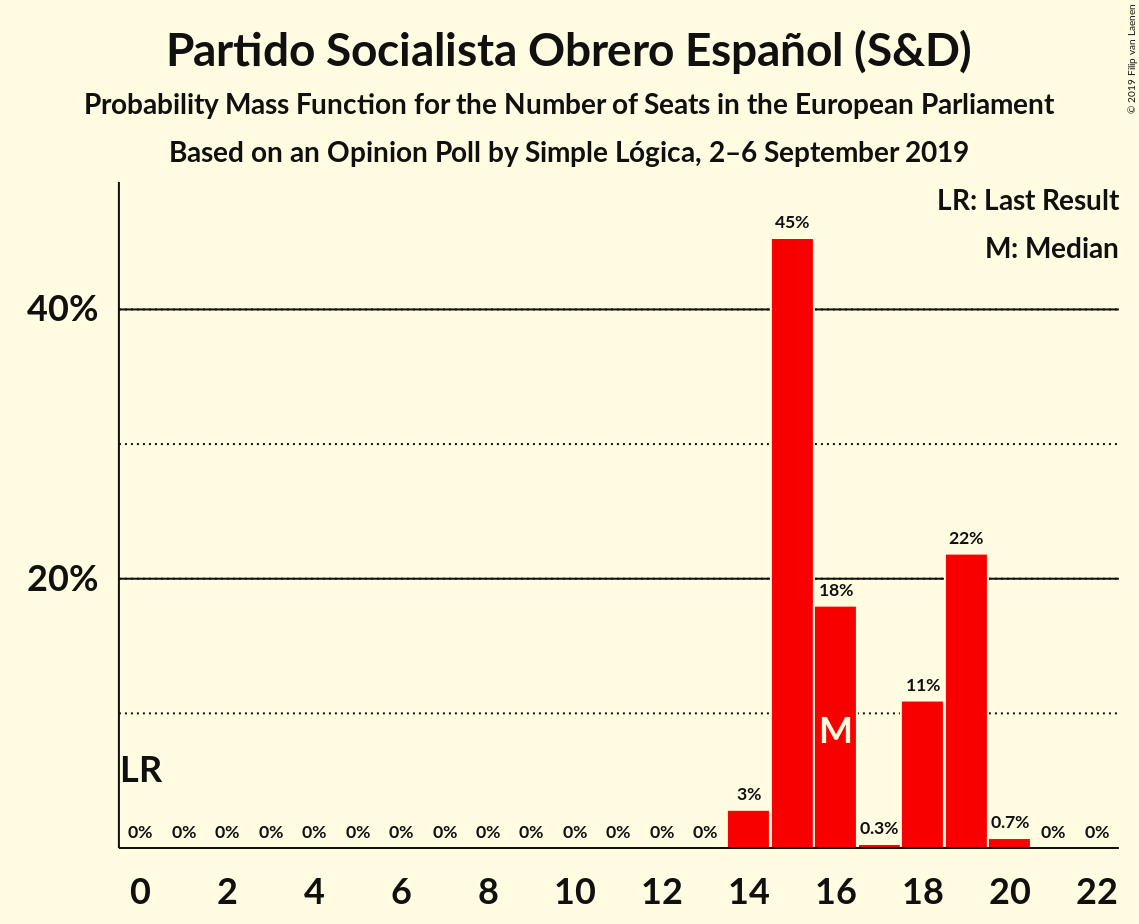 Partido Socialista Obrero Español (S&D)
Probability Mass Function for the Number of Seats in the European Parliament
Based on an Opinion Poll by Simple Lógica, 2–6 September 2019
© 2019 Filip van Laenen
LR: Last Result
M: Median
45%
40%
22%
20%
18%
11%
M
LR
3%
0% 0% 0% 0% 0% 0% 0% 0% 0% 0% 0% 0% 0% 0% 0.3% 0.7% 0% 0%
0 2 4 6 8 10 12 14 16 18 20 22